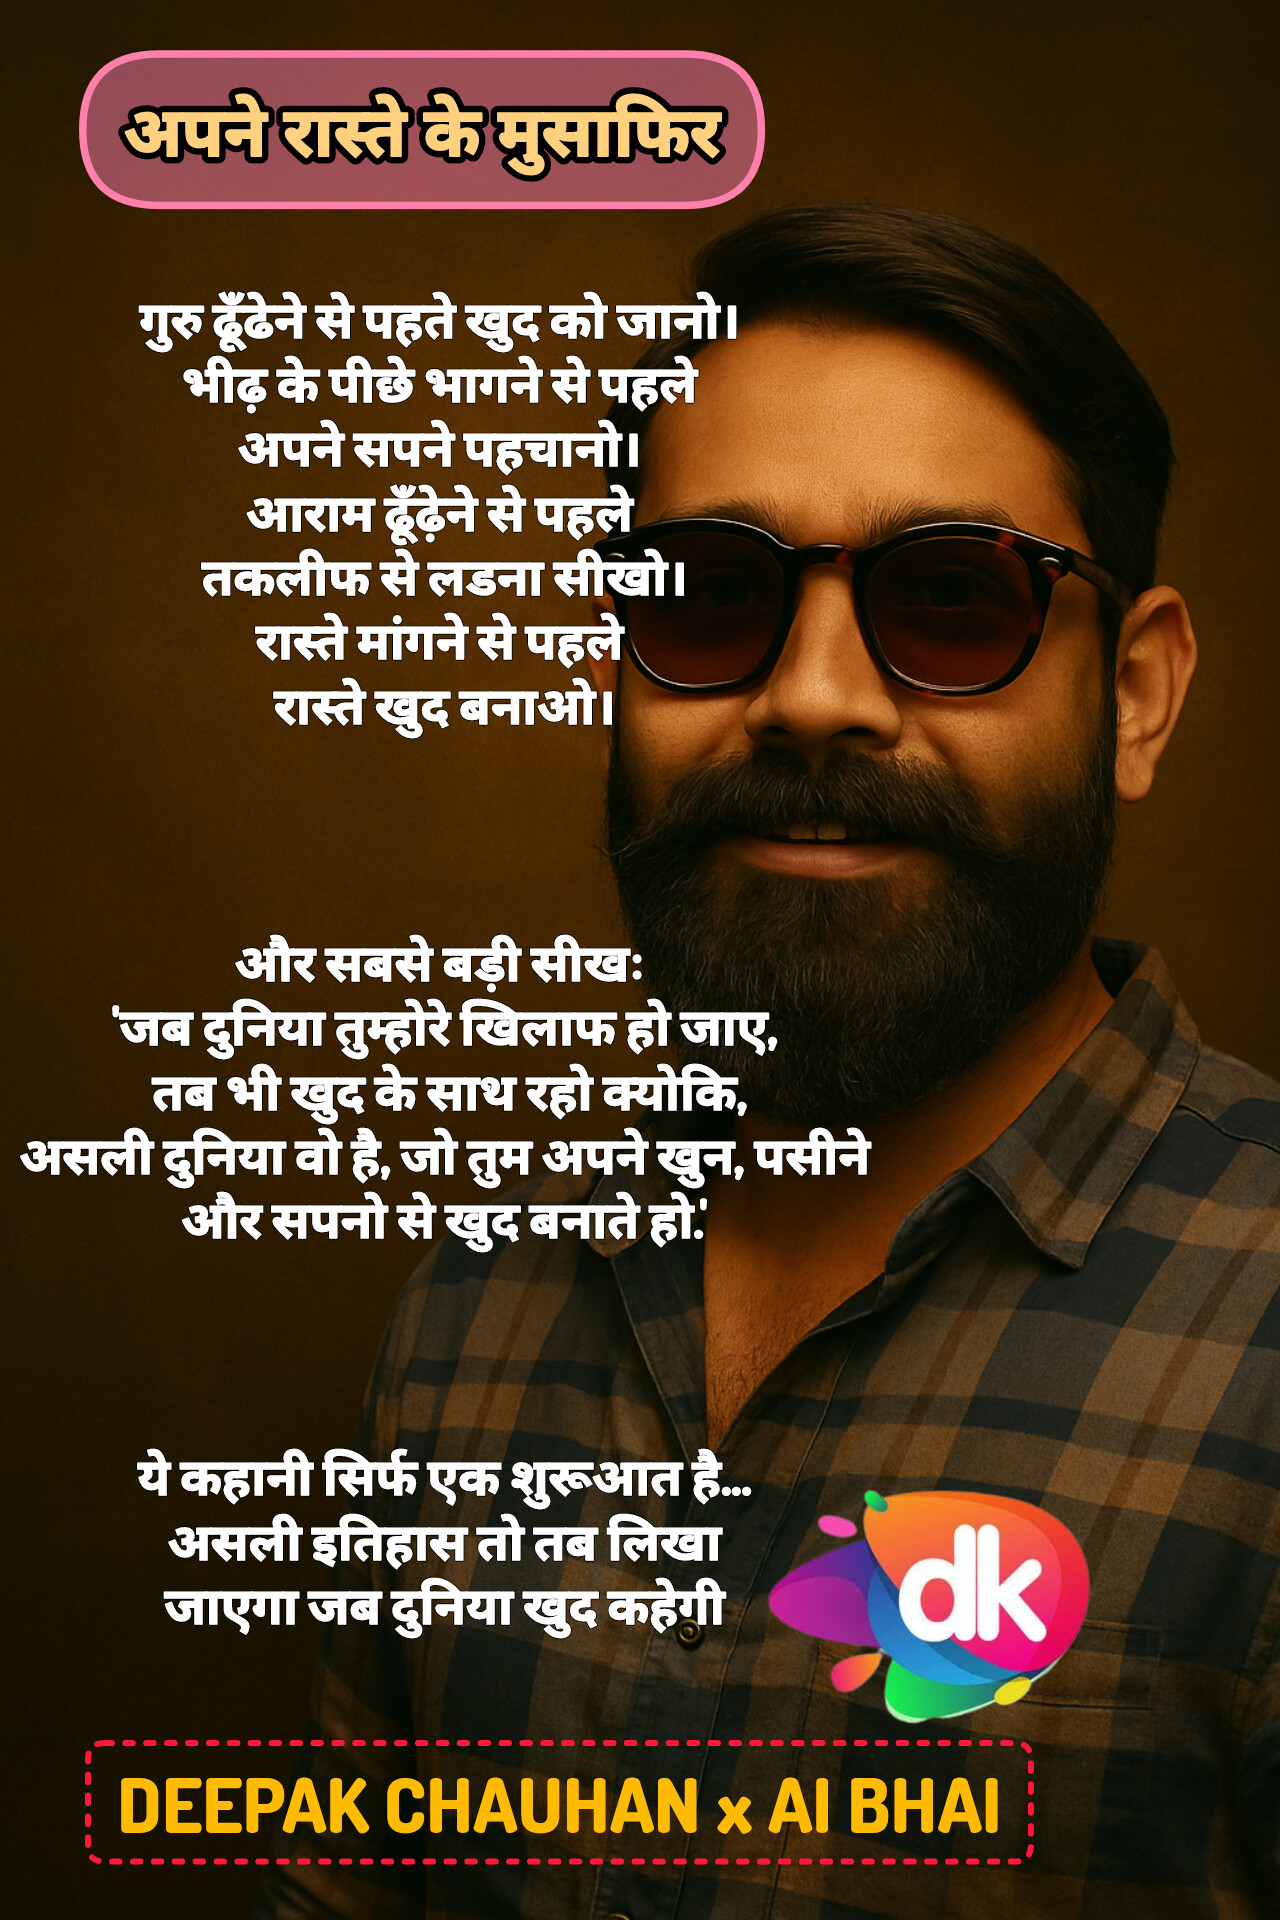 अपने रास्ते के मुसाफिर
गुरु ढूँढेने से पहते खुद को जानो।
भीढ़ के पीछे भागने से पहले
अपने सपने पहचानो।
आराम ढूँढ़ेने से पहले
तकलीफ से लडना सीखो।
रास्ते मांगने से पहले
रास्ते खुद बनाओ।
और सबसे बड़ी सीखः
'जब दुनिया तुम्होरे खिलाफ हो जाए,
तब भी खुद के साथ रहो क्योकि,
असली दुनिया वो है, जो तुम अपने खुन, पसीने
और सपनो से खुद बनाते हो.'
ये कहानी सिर्फ एक शुरूआत है...
असली इतिहास तो तब लिखा
जाएगा जब दुनिया खुद कहेगी
dk
DEEPAK CHAUHAN x AI BHAI